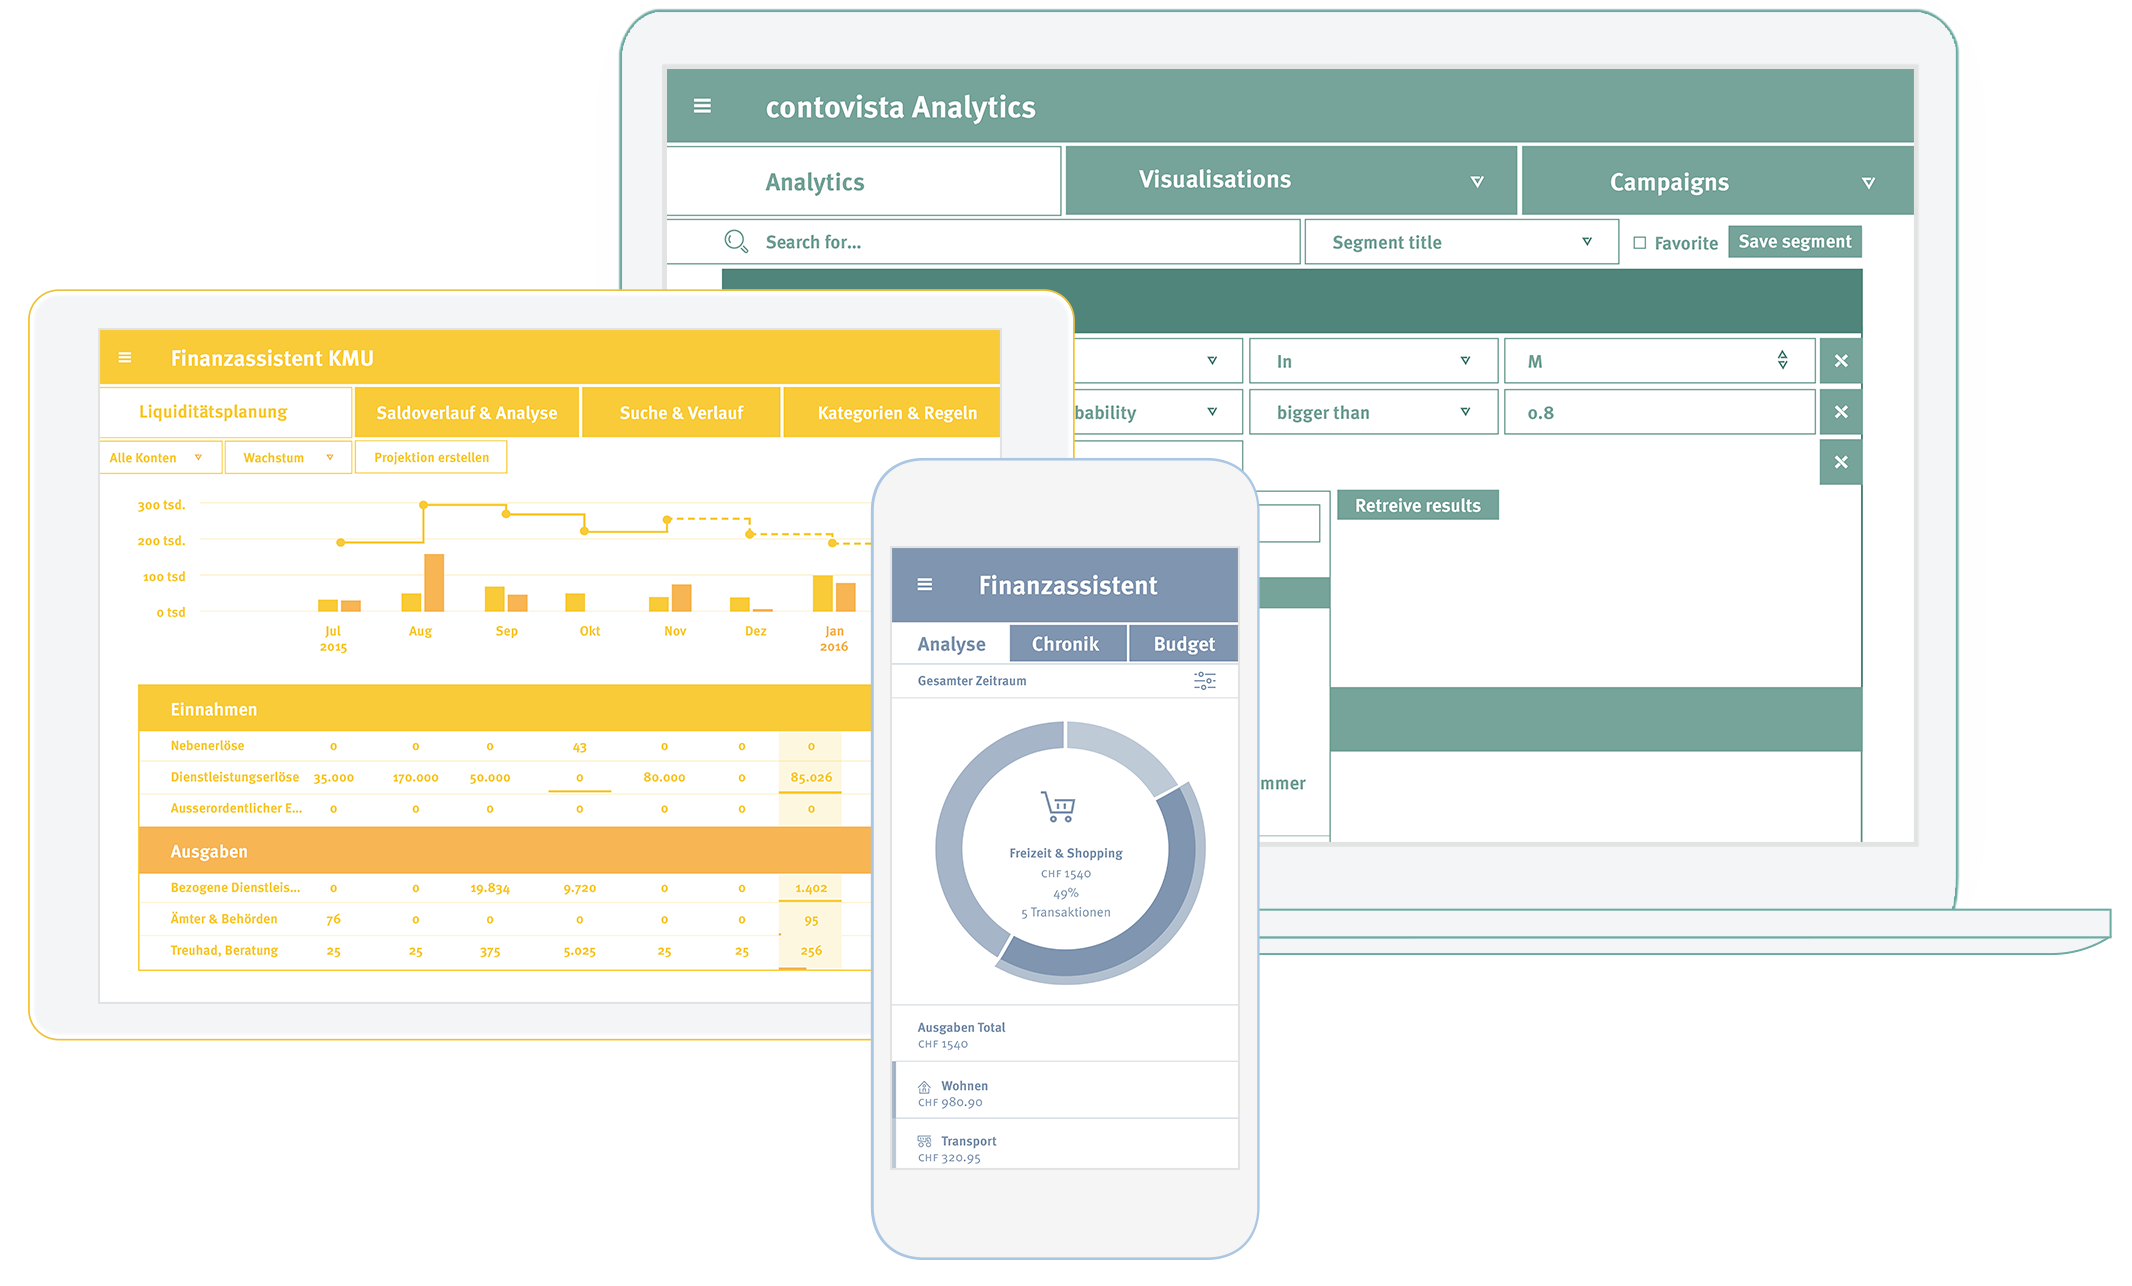 contovista Analytics
Analytics
Visualisations
Campaigns
Search for...
Segment title
Favorite
Save segment
In
M
bability
bigger than
0.8
Retreive results
mmer
Finanzassistent KMU
Liquiditätsplanung
Saldoverlauf & Analyse
Suche & Verlauf
Kategorien & Regeln
Alle Konten
Wachstum
Projektion erstellen
300 tsd.
200 tsd.
100 tsd
0 tsd
Jul Aug Sep Okt Nov Dez Jan
2015 2016
Einnahmen
Nebenerlöse 0 0 0 43 0 0 0
Dienstleistungserlöse 35.000 170.000 50.000 0 80.000 0 85.026
Ausserordentlicher E... 0 0 0 0 0 0 0
Ausgaben
Bezogene Dienstleis... 0 0 19.834 9.720 0 0 1.402
Ämter & Behörden 76 0 0 0 0 0 95
Treuhad, Beratung 25 25 375 5.025 25 25 256
Finanzassistent
Analyse
Chronik
Budget
Gesamter Zeitraum
Freizeit & Shopping
CHF 1540
49%
5 Transaktionen
Ausgaben Total
CHF 1540
Wohnen
CHF 980.90
Transport
CHF 320.95